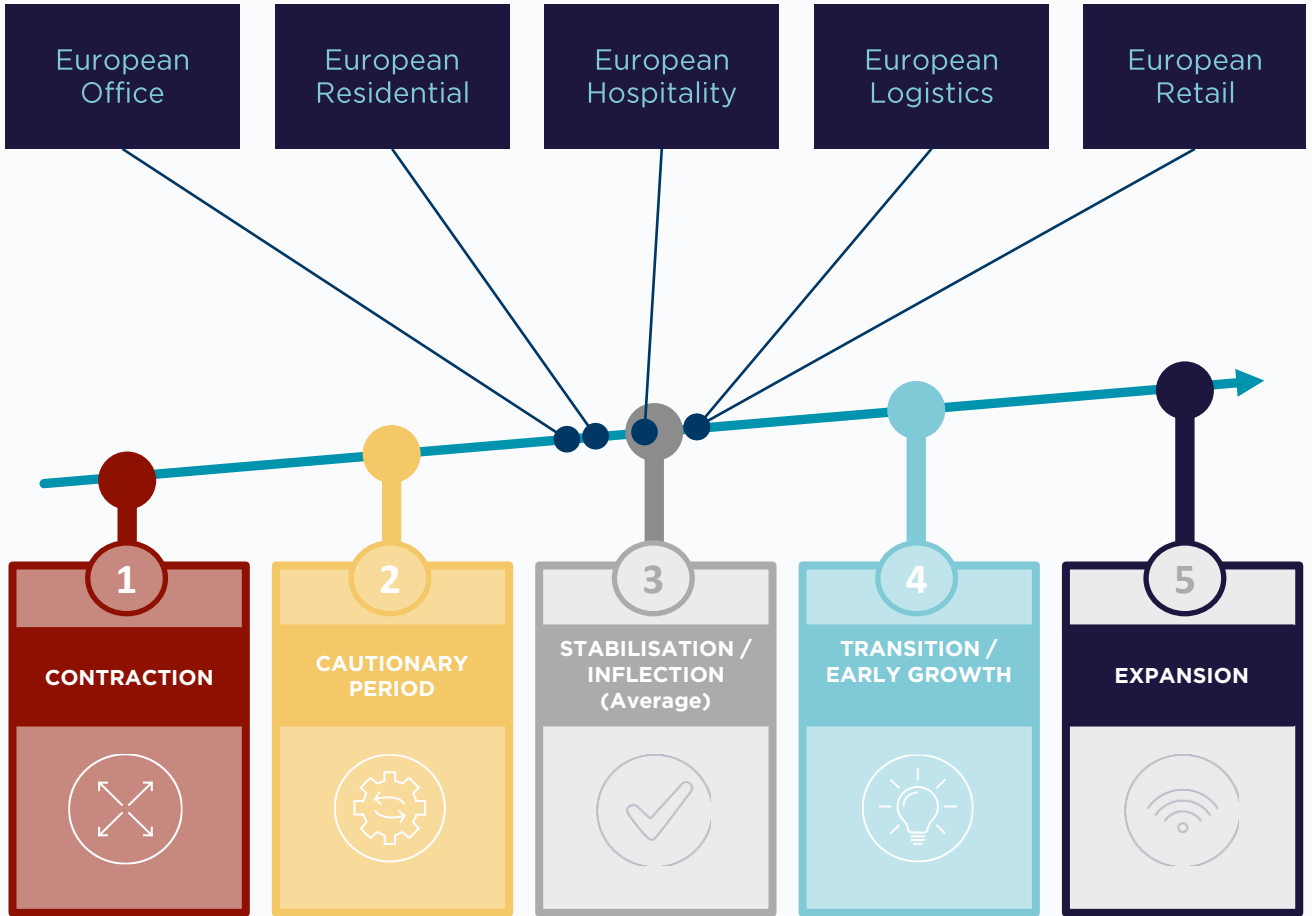 European
Office
European
Residential
European
Hospitality
European
Logistics
European
Retail
1
2
3
4
5
CONTRACTION
CAUTIONARY
PERIOD
STABILISATION /
INFLECTION
(Average)
TRANSITION /
EARLY GROWTH
EXPANSION